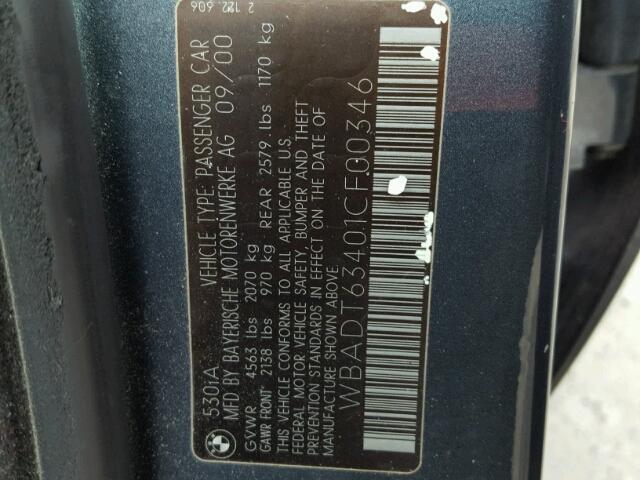 2 122 606
530iA VEHICLE TYPE: PASSENGER CAR
MFD BY BAYERISCHE MOTORENWERKE AG 09/00
GVWR 4563 lbs 2070 kg
GAWR FRONT 2138 lbs 970 kg REAR 2579 lbs 1170 kg
THIS VEHICLE CONFORMS TO ALL APPLICABLE U.S.
FEDERAL MOTOR VEHICLE SAFETY, BUMPER AND THEFT
PREVENTION STANDARDS IN EFFECT ON THE DATE OF
MANUFACTURE SHOWN ABOVE
WBADT63401CF00346